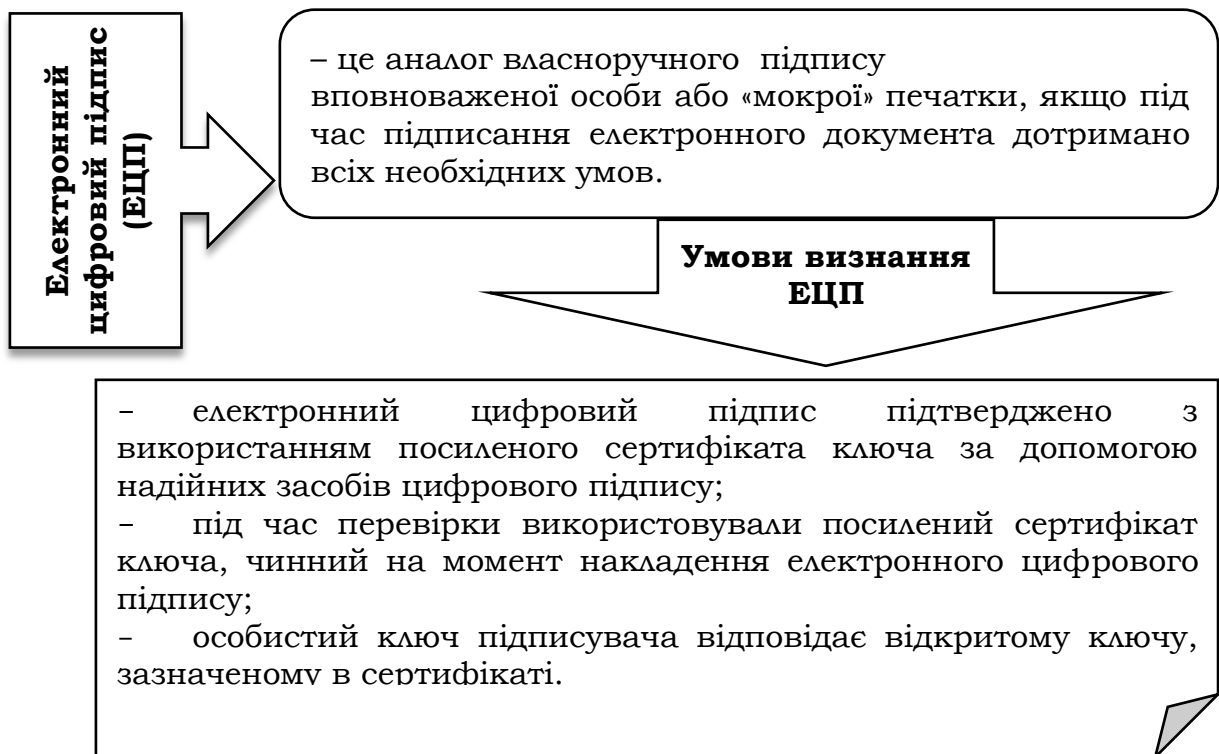 Електронний
цифровий підпис
(ЕЦП)
– це аналог власноручного підпису
вповноваженої особи або «мокрої» печатки, якщо під
час підписання електронного документа дотримано
всіх необхідних умов.
Умови визнання
ЕЦП
– електронний цифровий підпис підтверджено з
використанням посиленого сертифіката ключа за допомогою
надійних засобів цифрового підпису;
– під час перевірки використовували посилений сертифікат
ключа, чинний на момент накладення електронного цифрового
підпису;
– особистий ключ підписувача відповідає відкритому ключу,
зазначеному в сертифікаті.